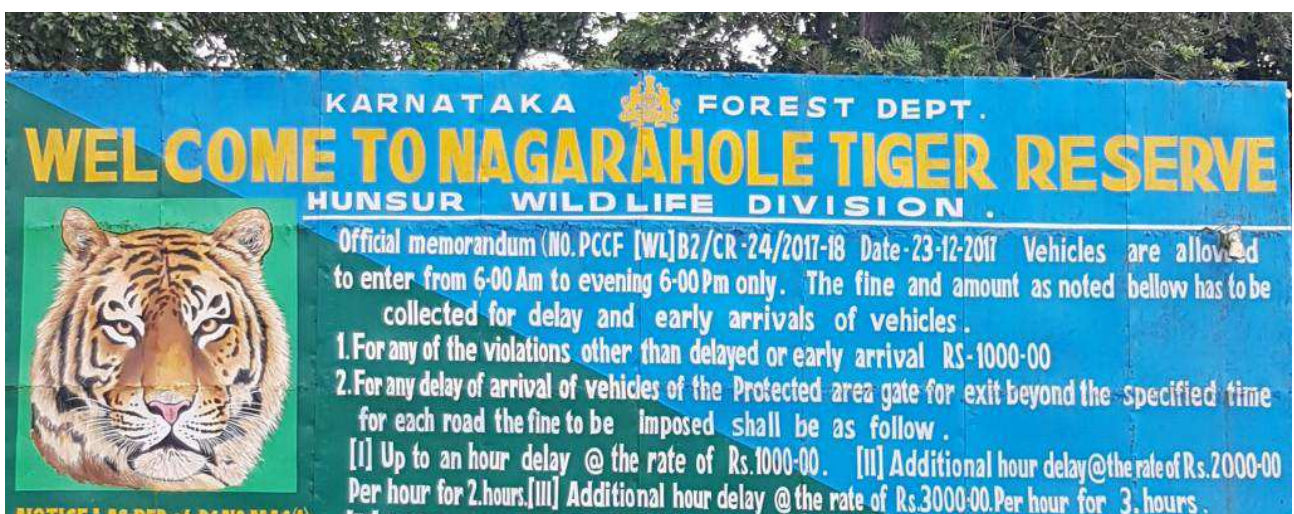 KARNATAKA FOREST DEPT.
WELCOME TO NAGARAHOLE TIGER RESERVE
HUNSUR WILDLIFE DIVISION.
Official memorandum (NO. PCCF [WL]B2/CR-24/2017-18 Date-23-12-2017 Vehicles are allowed
to enter from 6-00 Am to evening 6-00 Pm only. The fine and amount as noted bellow has to be
collected for delay and early arrivals of vehicles.
1. For any of the violations other than delayed or early arrival RS-1000-00
2. For any delay of arrival of vehicles of the Protected area gate for exit beyond the specified time
for each road the fine to be imposed shall be as follow.
[I] Up to an hour delay @ the rate of Rs.1000-00. [II] Additional hour delay@the rate of Rs.2000-00
Per hour for 2.hours.[III] Additional hour delay @ the rate of Rs.3000-00.Per hour for 3.hours.